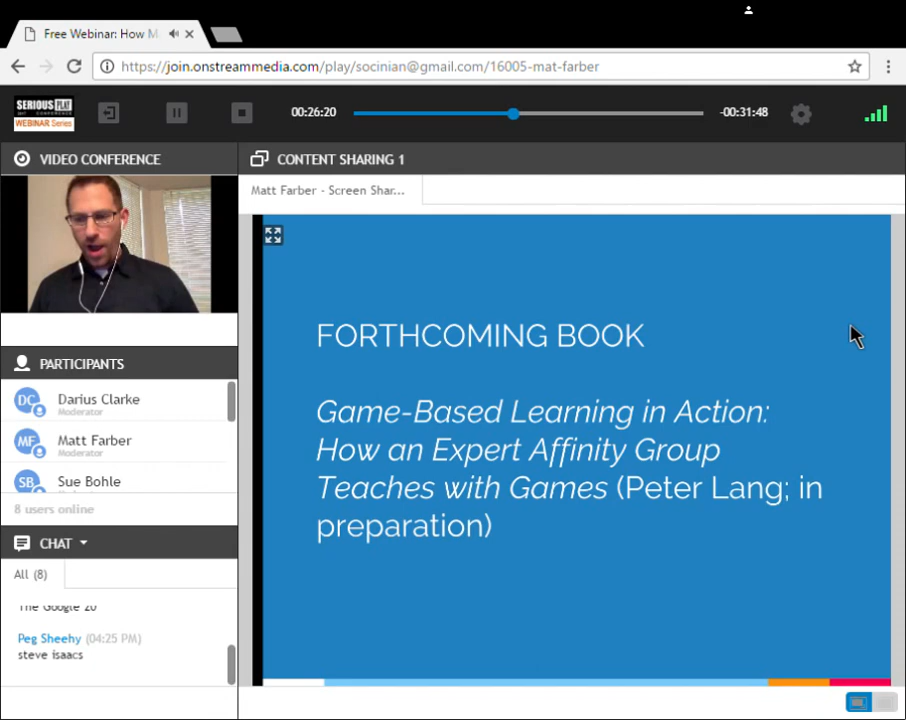 Free Webinar: How M
https://join.onstreammedia.com/play/socinian@gmail.com/16005-mat-farber
SERIOUS PLAY
CONFERENCE
WEBINAR Series
00:26:20
-00:31:48
VIDEO CONFERENCE
CONTENT SHARING 1
Matt Farber - Screen Shar...
FORTHCOMING BOOK
Game-Based Learning in Action:
How an Expert Affinity Group
Teaches with Games (Peter Lang; in
preparation)
PARTICIPANTS
DC
Darius Clarke
Moderator
MF
Matt Farber
Moderator
SB
Sue Bohle
8 users online
CHAT
All (8)
The Google 20
Peg Sheehy (04:25 PM)
steve isaacs